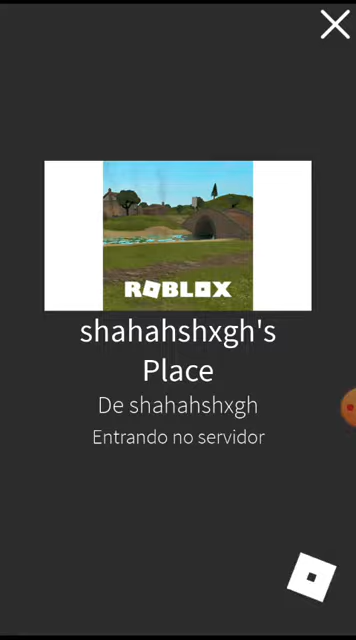 ROBLOX
shahahshxgh's
Place
De shahahshxgh
Entrando no servidor